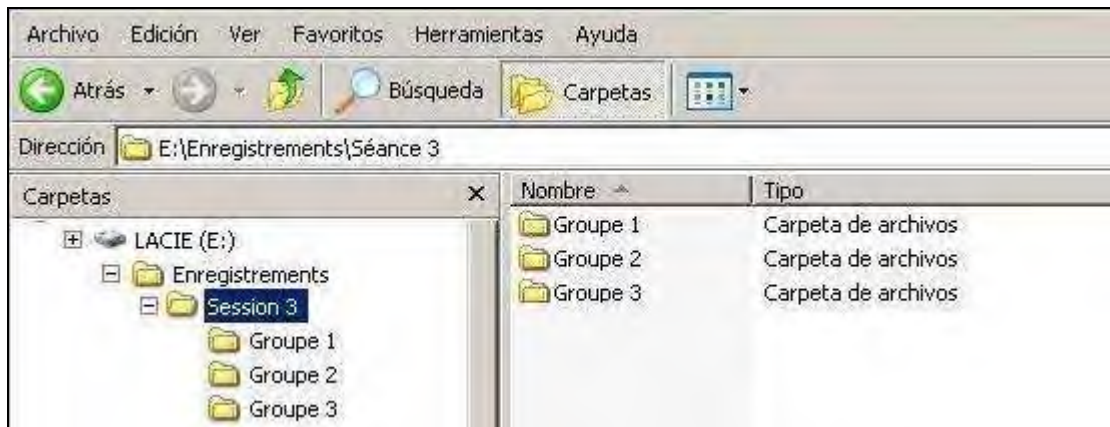 Archivo Edición Ver Favoritos Herramientas Ayuda
Atrás Búsqueda Carpetas
Dirección E:\Enregistrements\Séance 3
Carpetas
LACIE (E:)
Enregistrements
Session 3
Groupe 1
Groupe 2
Groupe 3
Nombre Tipo
Groupe 1 Carpeta de archivos
Groupe 2 Carpeta de archivos
Groupe 3 Carpeta de archivos